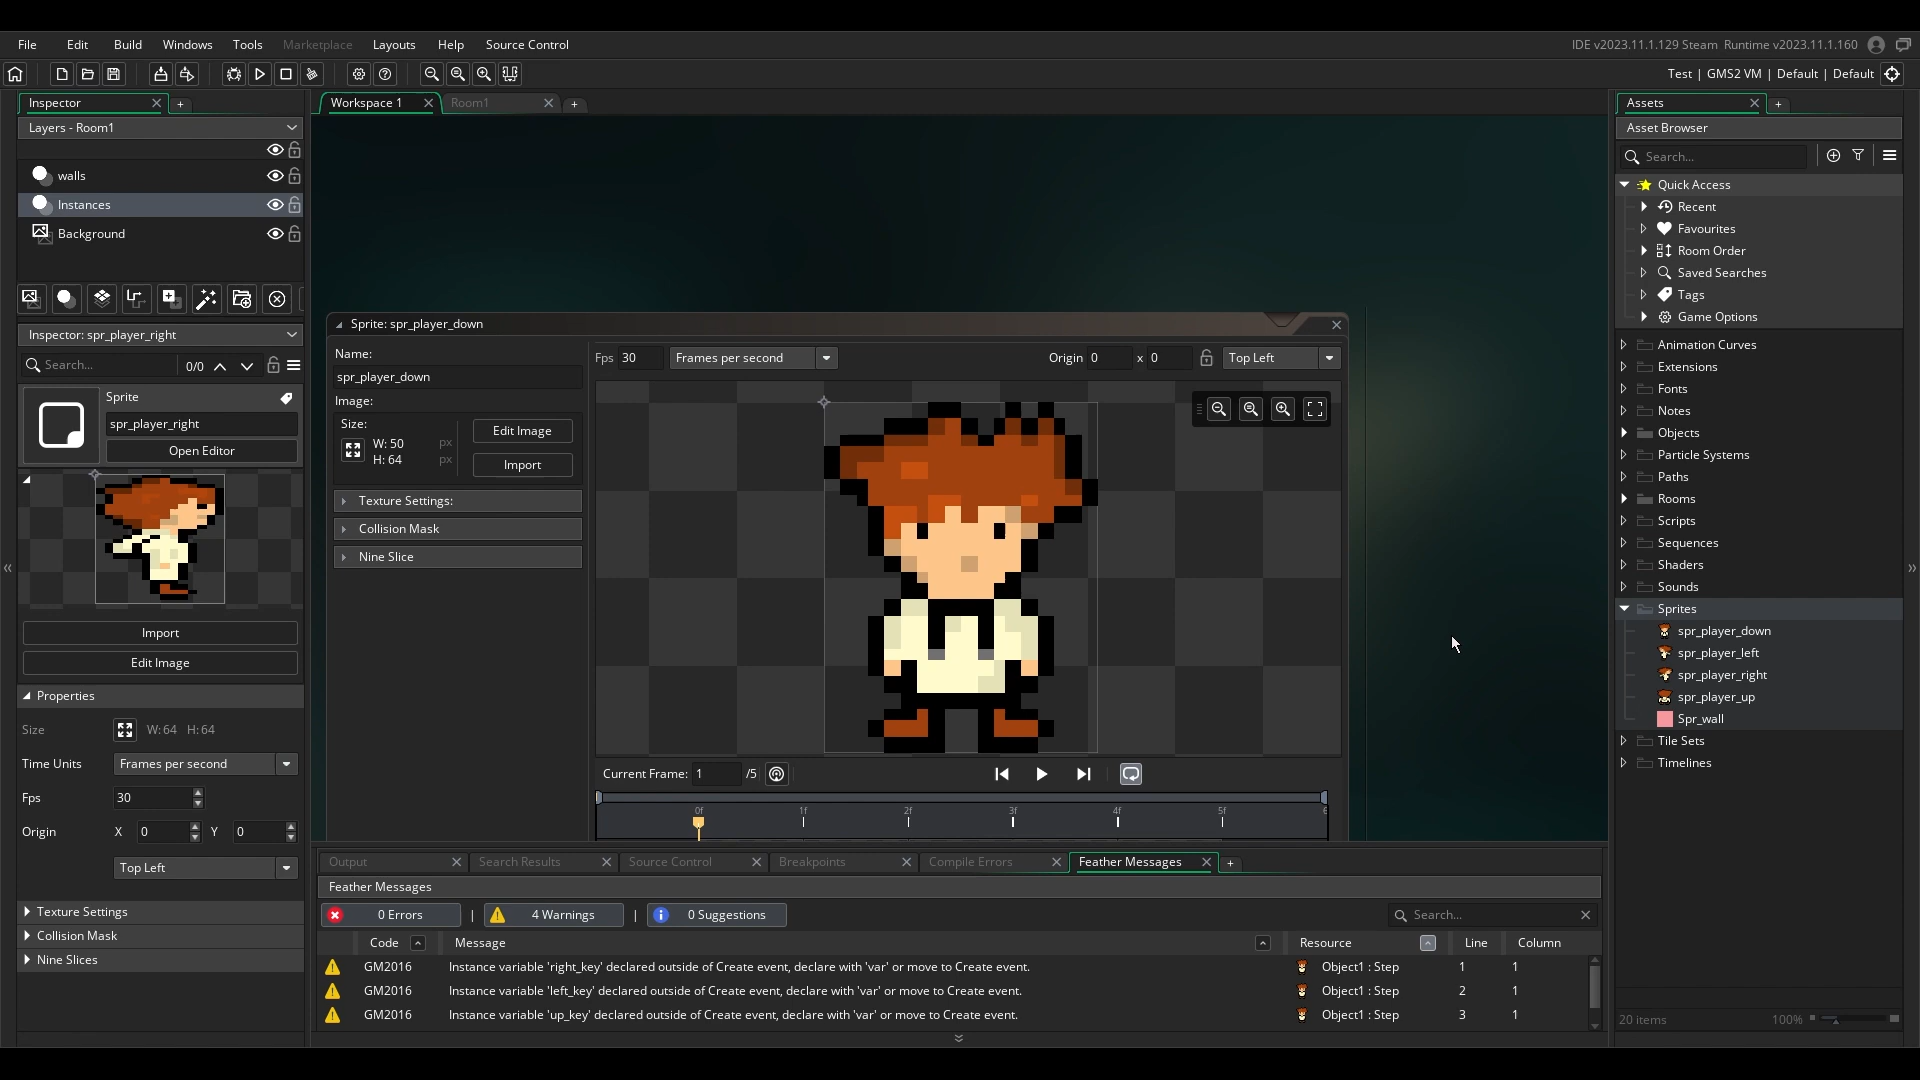 File Edit Build Windows Tools Marketplace Layouts Help Source Control
IDE v2023.11.1.129 Steam Runtime v2023.11.1.160
Test | GMS2 VM | Default | Default
Inspector
Layers - Room1
walls
Instances
Background
Inspector: spr_player_right
Search... 0/0
Sprite
spr_player_right
Open Editor
Import
Edit Image
Properties
Size W:64 H:64
Time Units Frames per second
Fps 30
Origin X 0 Y 0
Top Left
Texture Settings
Collision Mask
Nine Slices
Workspace 1 Room1
Sprite: spr_player_down
Name:
spr_player_down
Image:
Size:
W: 50 px
H: 64 px
Edit Image
Import
Texture Settings:
Collision Mask
Nine Slice
Fps 30 Frames per second Origin 0 x 0 Top Left
Current Frame: 1 /5
0f 1f 2f 3f 4f 5f
Output Search Results Source Control Breakpoints Compile Errors Feather Messages
Feather Messages
0 Errors | 4 Warnings | 0 Suggestions Search...
Code Message Resource Line Column
GM2016 Instance variable 'right_key' declared outside of Create event, declare with 'var' or move to Create event. Object1 : Step 1 1
GM2016 Instance variable 'left_key' declared outside of Create event, declare with 'var' or move to Create event. Object1 : Step 2 1
GM2016 Instance variable 'up_key' declared outside of Create event, declare with 'var' or move to Create event. Object1 : Step 3 1
Assets
Asset Browser
Search...
Quick Access
Recent
Favourites
Room Order
Saved Searches
Tags
Game Options
Animation Curves
Extensions
Fonts
Notes
Objects
Particle Systems
Paths
Rooms
Scripts
Sequences
Shaders
Sounds
Sprites
spr_player_down
spr_player_left
spr_player_right
spr_player_up
Spr_wall
Tile Sets
Timelines
20 items 100%